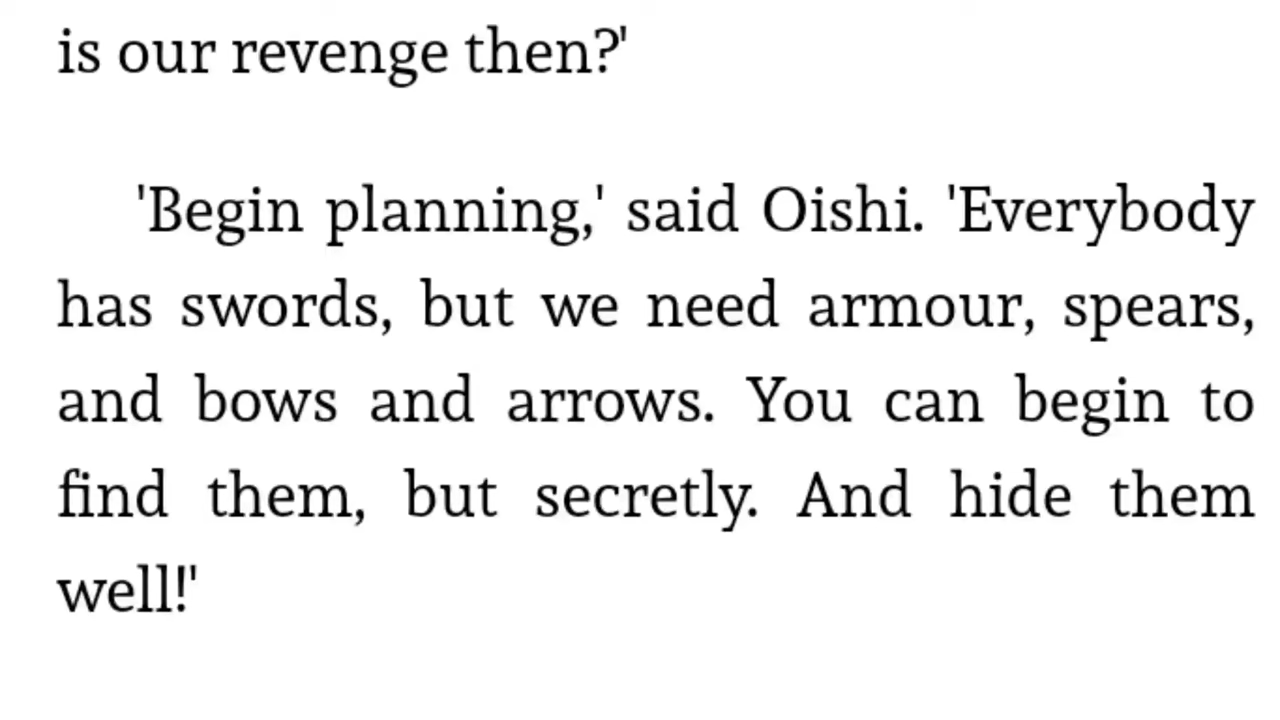 is our revenge then?'
'Begin planning,' said Oishi. 'Everybody
has swords, but we need armour, spears,
and bows and arrows. You can begin to
find them, but secretly. And hide them
well!'